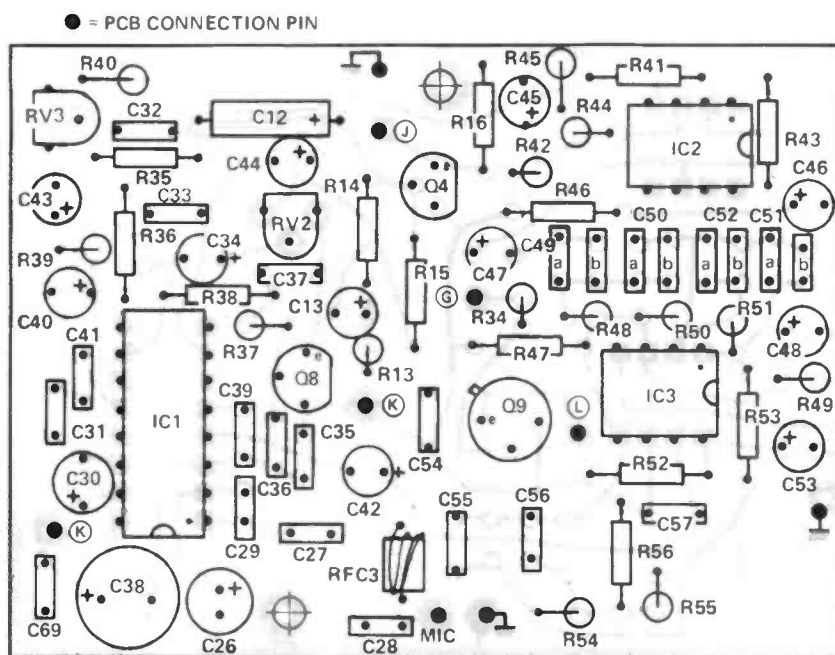 = PCB CONNECTION PIN
R40
R45
R41
RV3
C32
C12
+
C45
+
R44
R16
R43
J
IC2
R35
C44
+
R42
C46
+
C43
+
C33
R14
Q4
e
R46
R36
RV2
C50
C52
C51
C34
+
C49
R39
C37
+
C47
a
b
a
b
a
b
a
b
R15
C40
+
R38
C13
+
G
R34
R48
R50
R51
+
C48
C41
R37
R13
R47
Q8
e
IC1
C39
K
Q9
e
L
IC3
R49
R53
C31
C35
C54
C30
+
C36
C42
+
R52
+
C53
K
C55
C56
C57
C29
C27
RFC3
R56
C69
+
C38
+
C26
R55
MIC
R54
C28